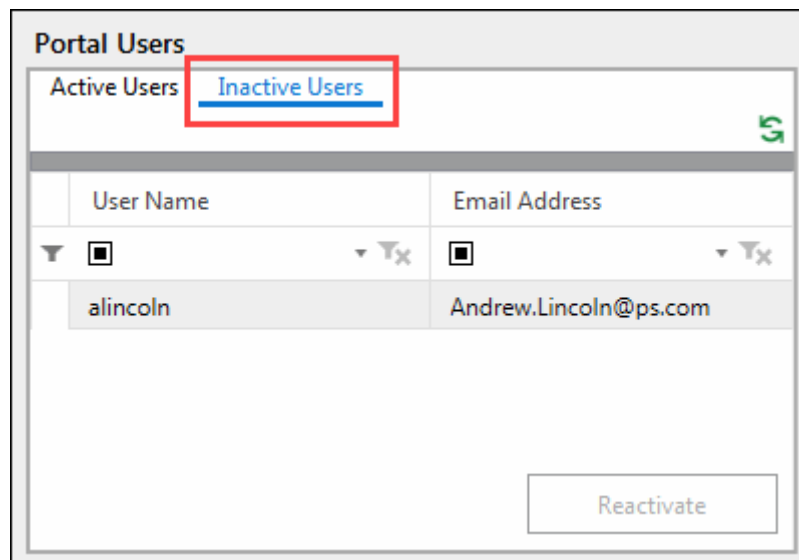 Portal Users
Active Users Inactive Users
User Name Email Address
alincoln Andrew.Lincoln@ps.com
Reactivate